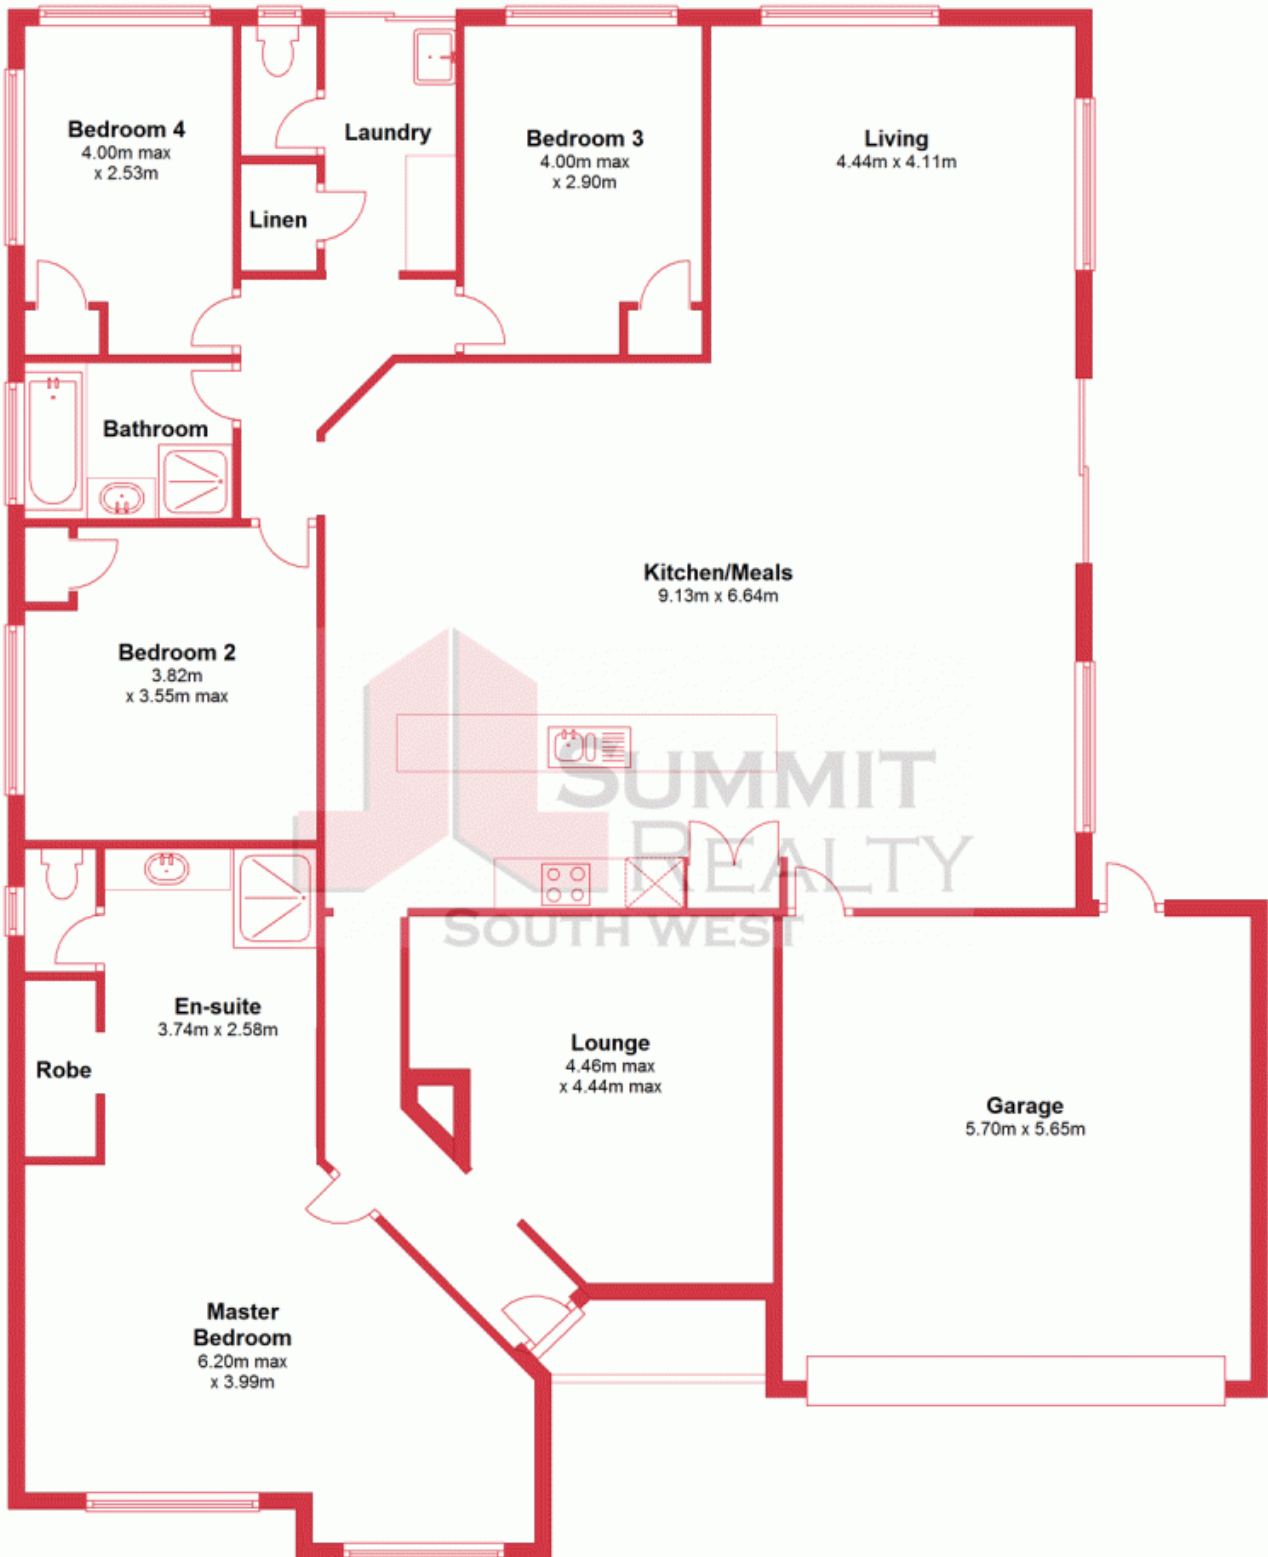 Bedroom 4
4.00m max
x 2.53m
Laundry
Bedroom 3
4.00m max
x 2.90m
Living
4.44m x 4.11m
Linen
Bathroom
Kitchen/Meals
9.13m x 6.64m
Bedroom 2
3.82m
x 3.55m max
SUMMIT
REALTY
SOUTH WEST
En-suite
3.74m x 2.58m
Robe
Lounge
4.46m max
x 4.44m max
Garage
5.70m x 5.65m
Master
Bedroom
6.20m max
x 3.99m